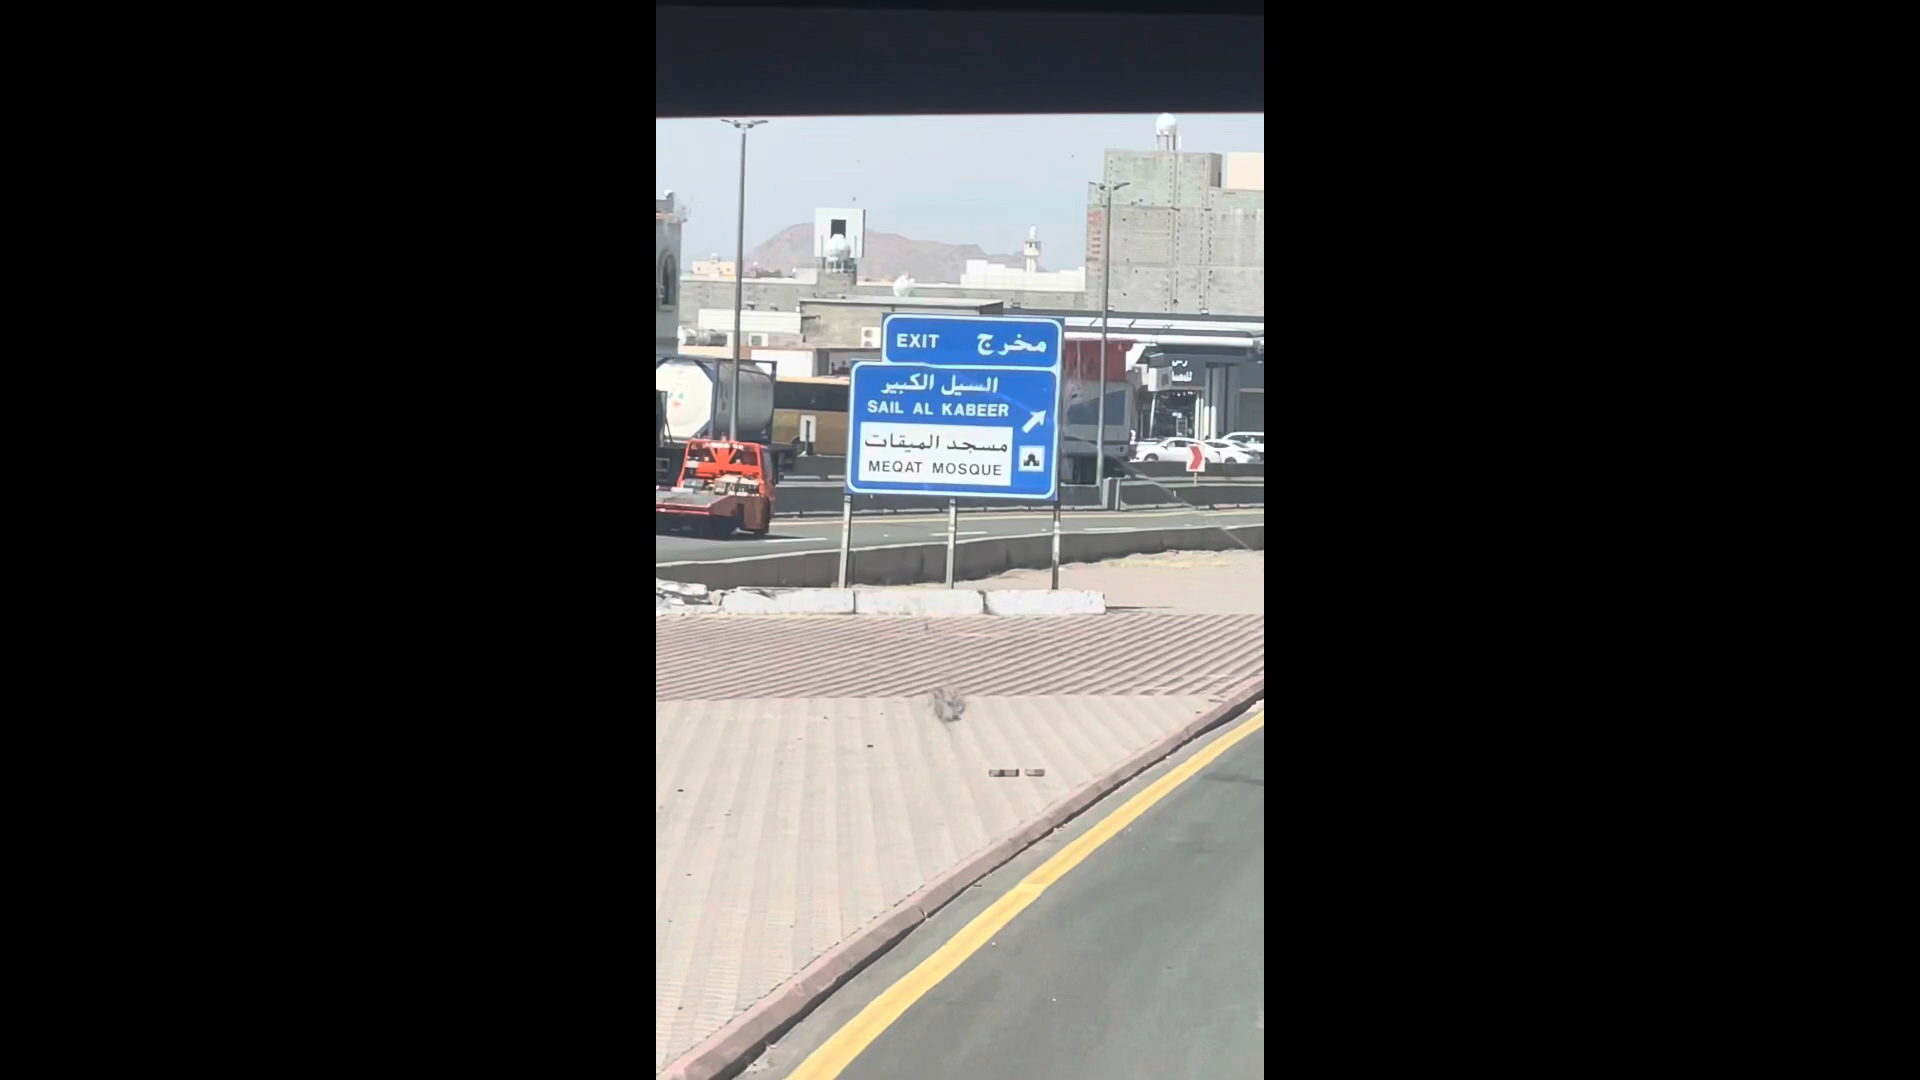 EXIT مخرج
السيل الكبير
SAIL AL KABEER
مسجد الميقات
MEQAT MOSQUE